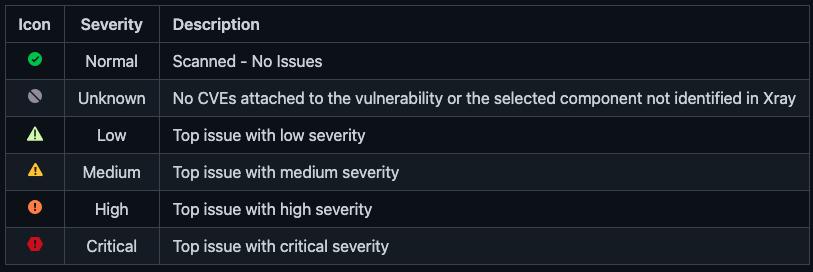 Icon Severity Description
Normal Scanned - No Issues
Unknown No CVEs attached to the vulnerability or the selected component not identified in Xray
Low Top issue with low severity
Medium Top issue with medium severity
High Top issue with high severity
Critical Top issue with critical severity